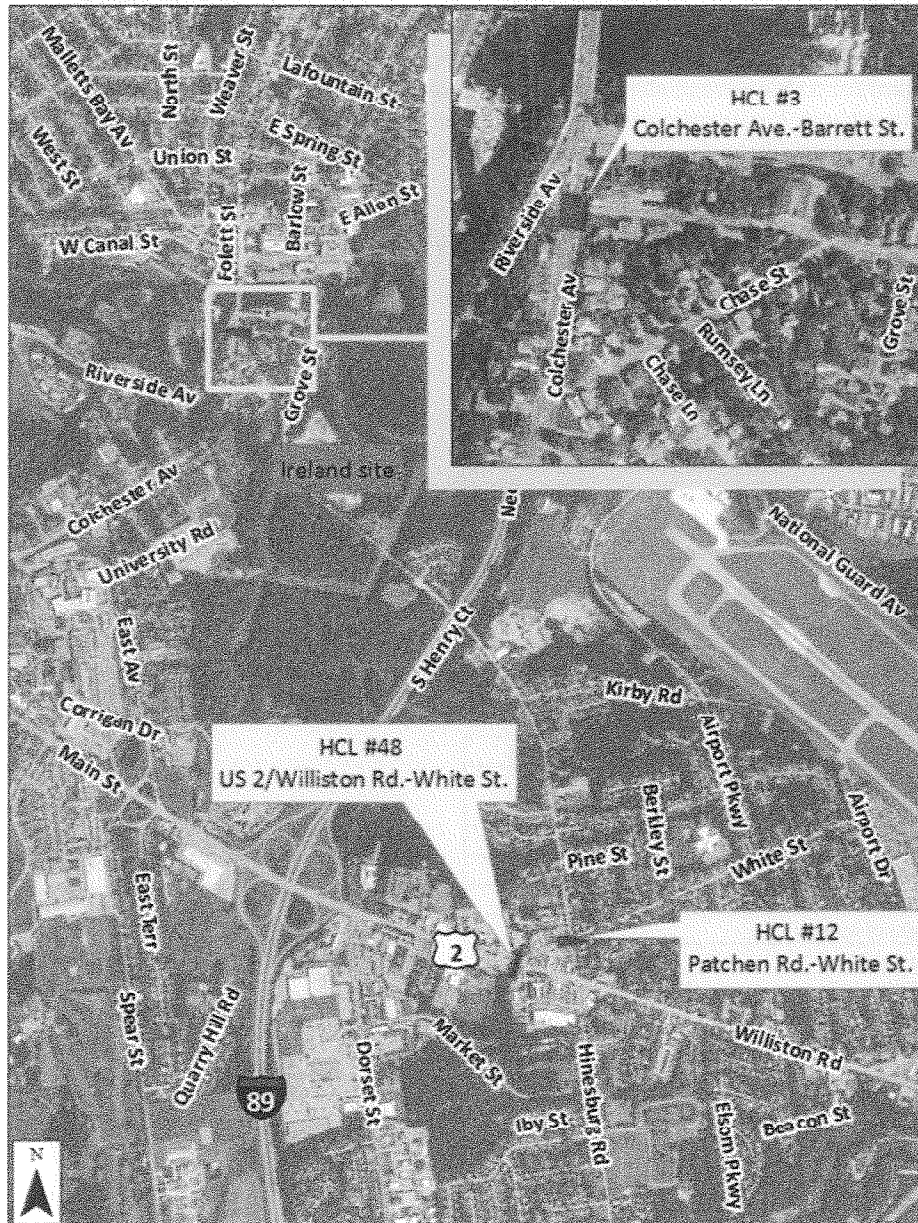 Malletts Bay Av
North St
Weaver St
Lafountain St
West St
Union St
E Spring St
Barlow St
E Allen St
W Canal St
Folett St
Riverside Av
Grove St
Ireland site
HCL #3
Colchester Ave.-Barrett St.
Riverside Av
Colchester Av
Chase St
Rumsey Ln
Chase Ln
Grove St
Colchester Av
University Rd
National Guard Av
East Av
S Henry Ct
Kirby Rd
Corrigan Dr
Main St
HCL #48
US 2/Williston Rd.-White St.
Airport Pkwy
Bertley St
Pine St
White St
Airport Dr
East Terr
2
HCL #12
Patchen Rd.-White St.
Spear St
Quarry Hill Rd
Dorset St
Market St
Williston Rd
89
Iby St
Hinesburg Rd
Elsom Pkwy
Beacon St
N